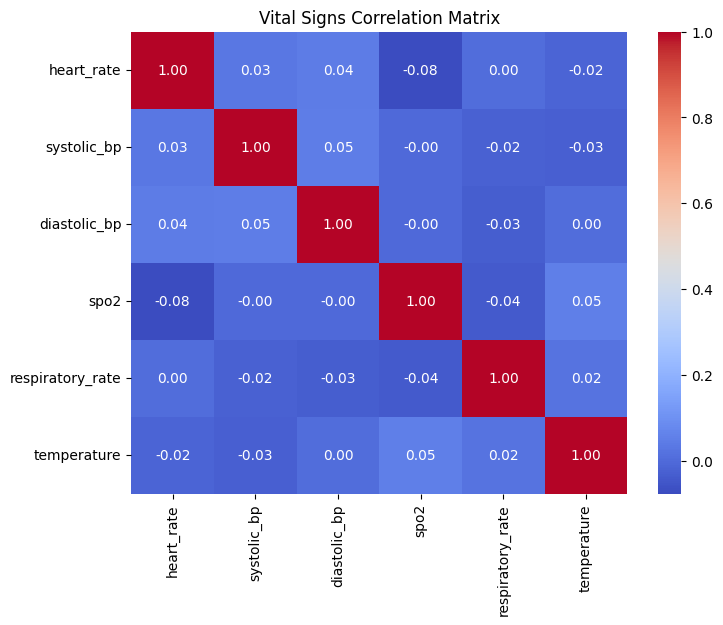 Vital Signs Correlation Matrix
heart_rate 1.00 0.03 0.04 -0.08 0.00 -0.02
systolic_bp 0.03 1.00 0.05 -0.00 -0.02 -0.03
diastolic_bp 0.04 0.05 1.00 -0.00 -0.03 0.00
spo2 -0.08 -0.00 -0.00 1.00 -0.04 0.05
respiratory_rate 0.00 -0.02 -0.03 -0.04 1.00 0.02
temperature -0.02 -0.03 0.00 0.05 0.02 1.00
heart_rate systolic_bp diastolic_bp spo2 respiratory_rate temperature
1.0
0.8
0.6
0.4
0.2
0.0